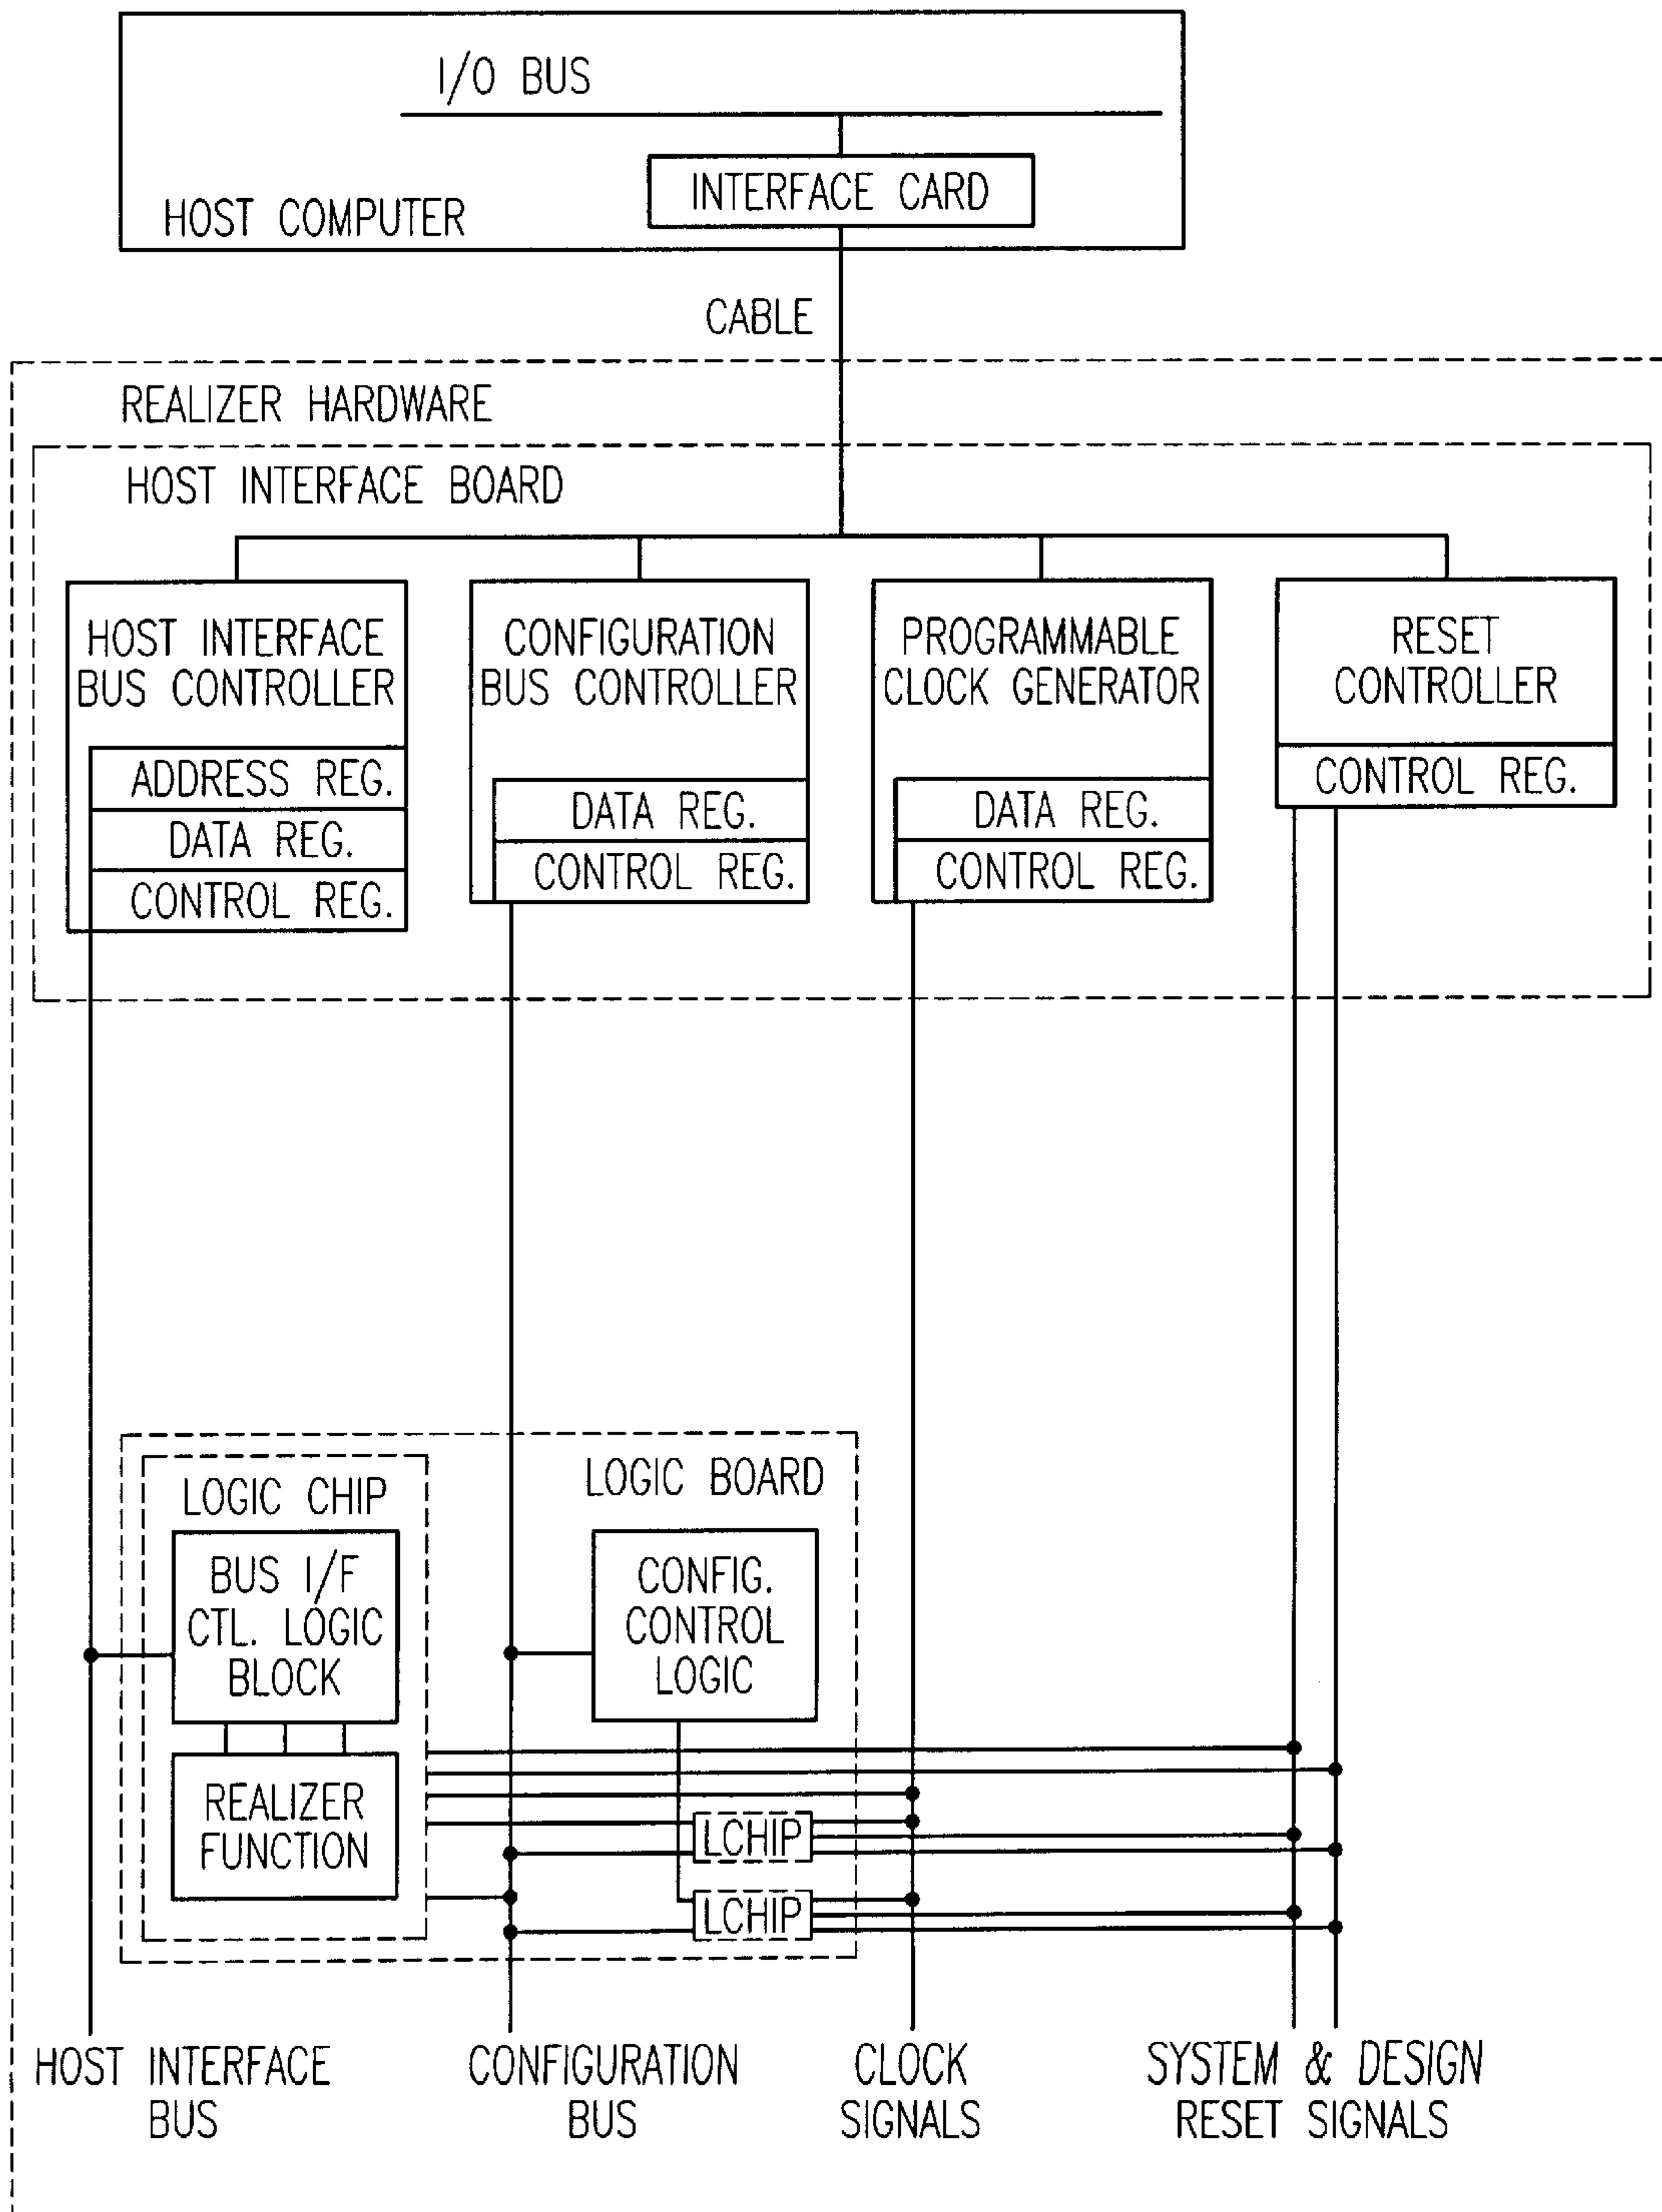 I/O BUS
INTERFACE CARD
HOST COMPUTER
CABLE
REALIZER HARDWARE
HOST INTERFACE BOARD
HOST INTERFACE
BUS CONTROLLER
ADDRESS REG.
DATA REG.
CONTROL REG.
CONFIGURATION
BUS CONTROLLER
DATA REG.
CONTROL REG.
PROGRAMMABLE
CLOCK GENERATOR
DATA REG.
CONTROL REG.
RESET
CONTROLLER
CONTROL REG.
LOGIC BOARD
LOGIC CHIP
BUS I/F
CTL. LOGIC
BLOCK
REALIZER
FUNCTION
CONFIG.
CONTROL
LOGIC
LCHIP
LCHIP
HOST INTERFACE
BUS
CONFIGURATION
BUS
CLOCK
SIGNALS
SYSTEM & DESIGN
RESET SIGNALS